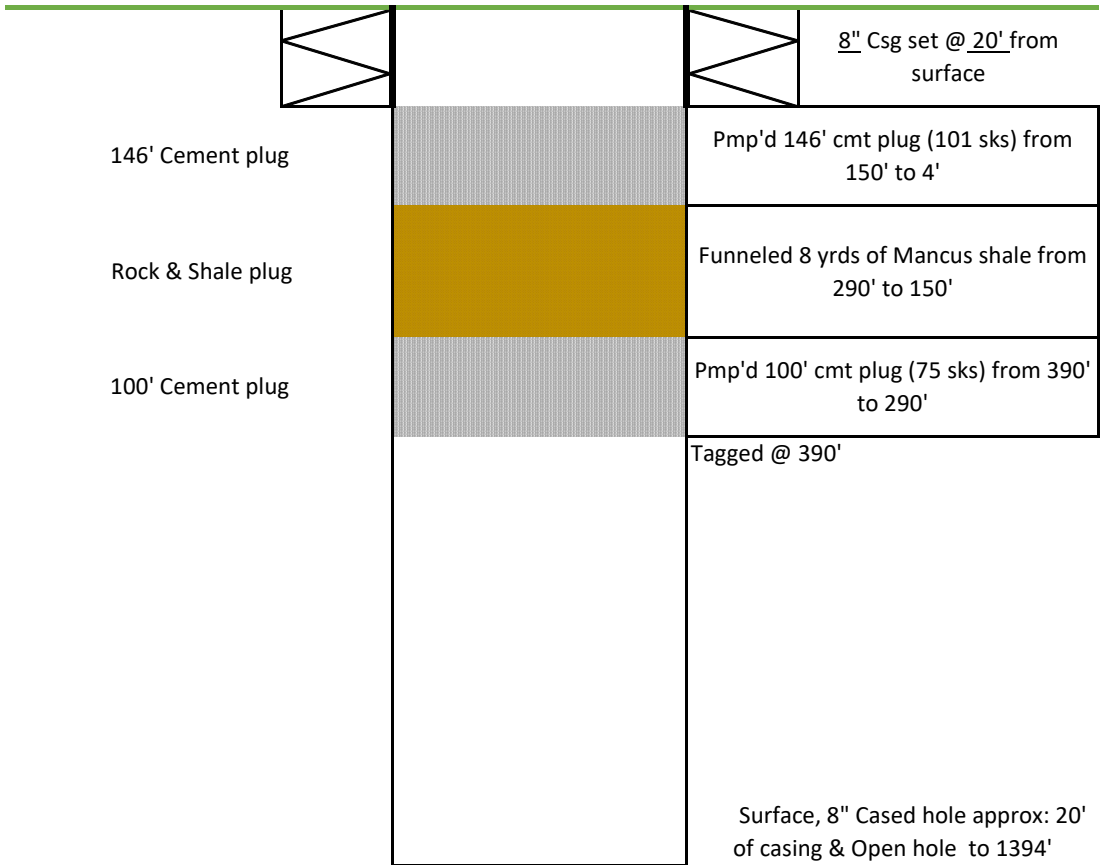 8" Csg set @ 20' from
surface
146' Cement plug
Pmp'd 146' cmt plug (101 sks) from
150' to 4'
Rock & Shale plug
Funneled 8 yrds of Mancus shale from
290' to 150'
100' Cement plug
Pmp'd 100' cmt plug (75 sks) from 390'
to 290'
Tagged @ 390'
Surface, 8" Cased hole approx: 20'
of casing & Open hole to 1394'